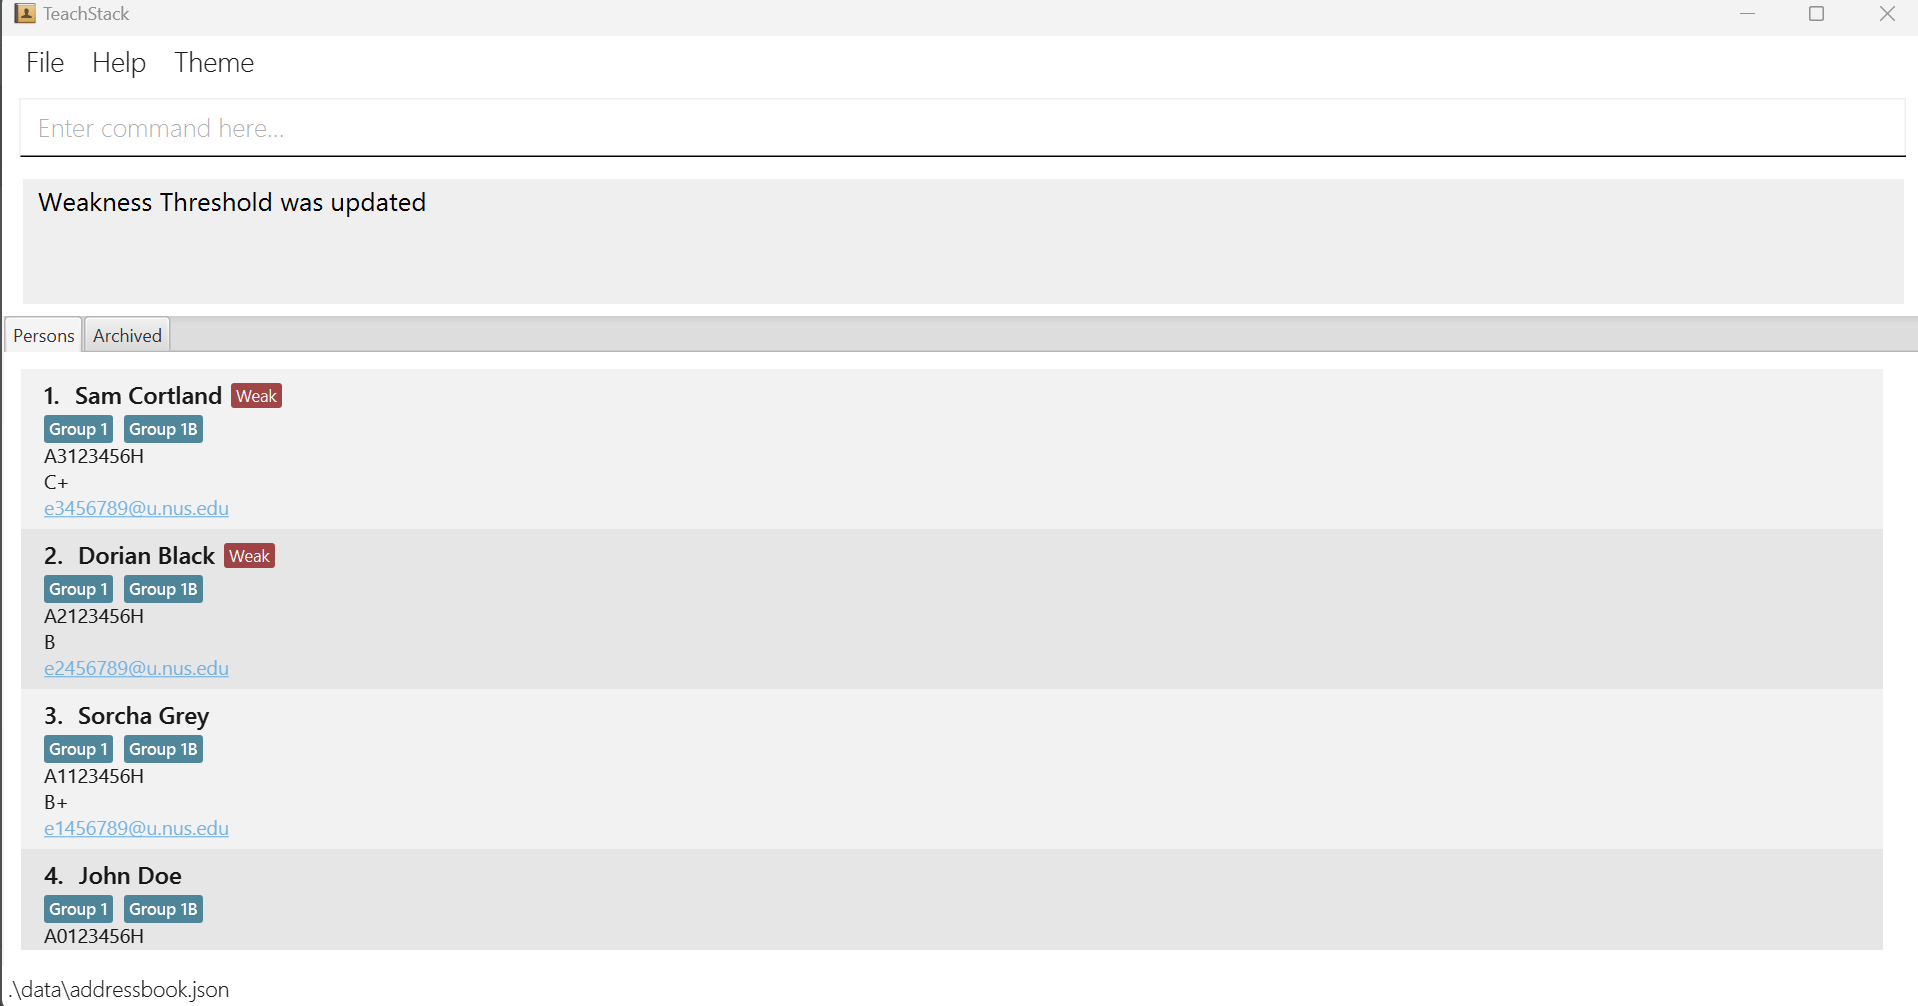 TeachStack
File Help Theme
Enter command here...
Weakness Threshold was updated
Persons Archived
1. Sam Cortland Weak
Group 1 Group 1B
A3123456H
C+
e3456789@u.nus.edu
2. Dorian Black Weak
Group 1 Group 1B
A2123456H
B
e2456789@u.nus.edu
3. Sorcha Grey
Group 1 Group 1B
A1123456H
B+
e1456789@u.nus.edu
4. John Doe
Group 1 Group 1B
A0123456H
.\data\addressbook.json